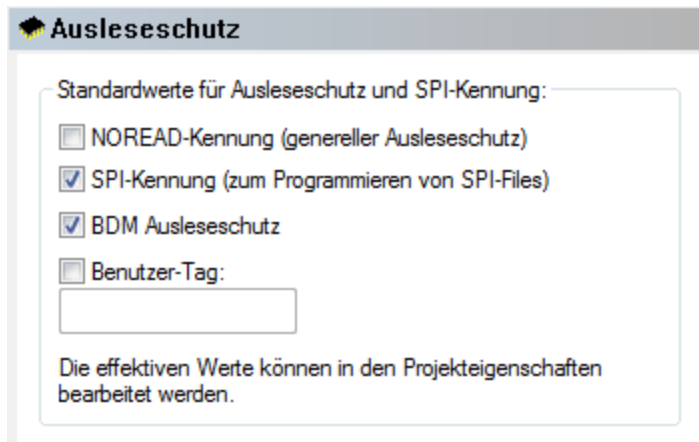 Ausleseschutz
Standardwerte für Ausleseschutz und SPI-Kennung:
NOREAD-Kennung (genereller Ausleseschutz)
SPI-Kennung (zum Programmieren von SPI-Files)
BDM Ausleseschutz
Benutzer-Tag:
Die effektiven Werte können in den Projekteigenschaften
bearbeitet werden.